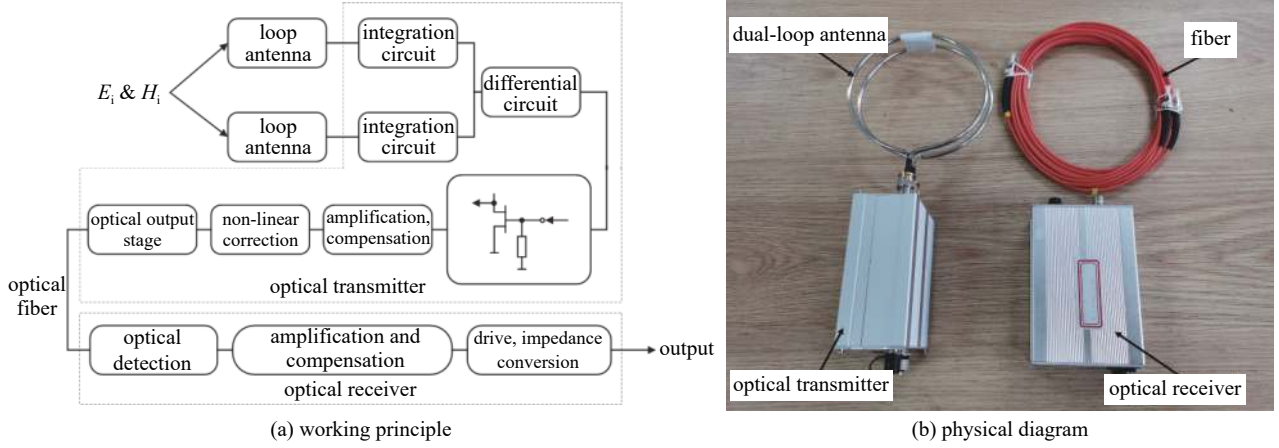 loop
antenna
integration
circuit
E_i & H_i
differential
circuit
loop
antenna
integration
circuit
optical output
stage
non-linear
correction
amplification,
compensation
optical transmitter
optical
fiber
optical
detection
amplification and
compensation
drive, impedance
conversion
output
optical receiver
(a) working principle
dual-loop antenna
fiber
optical transmitter
optical receiver
(b) physical diagram